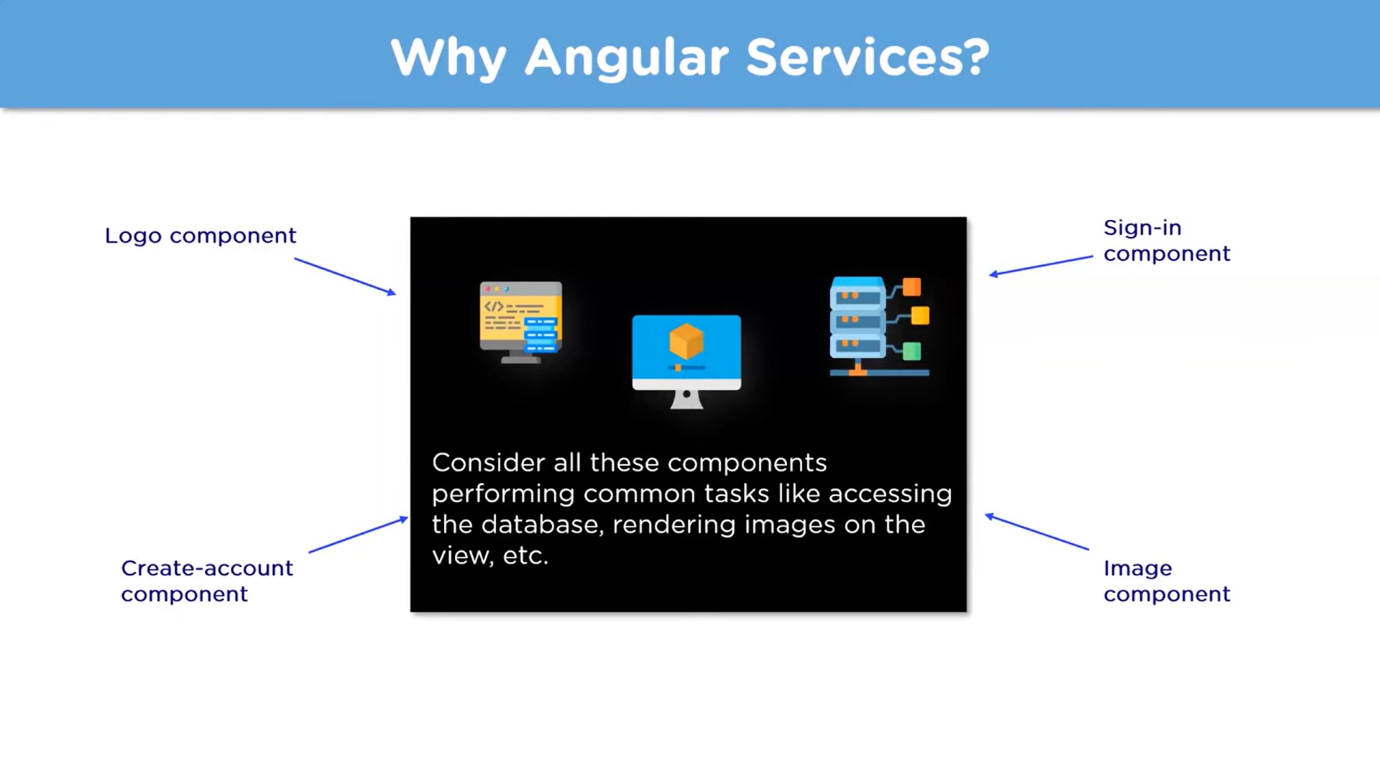 Why Angular Services?
Logo component
Sign-in
component
Consider all these components
performing common tasks like accessing
the database, rendering images on the
view, etc.
Create-account
component
Image
component